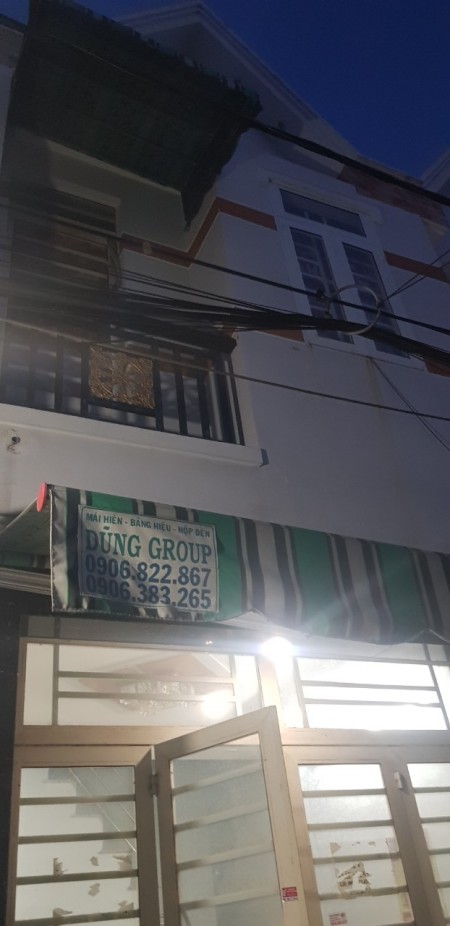 MÁI HIÊN - BẢNG HIỆU - HỘP ĐÈN
DŨNG GROUP
0906.822.867
0906.383.265